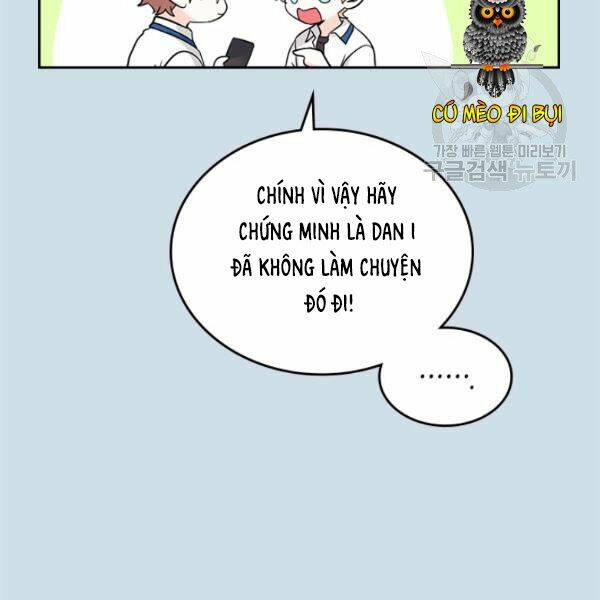 CÚ MÈO ĐI BỤI
가장 빠른 웹툰 미리보기
구글검색 뉴토끼
CHÍNH VÌ VẬY HÃY
CHỨNG MINH LÀ DAN I
ĐÃ KHÔNG LÀM CHUYỆN
ĐÓ ĐI!
.......